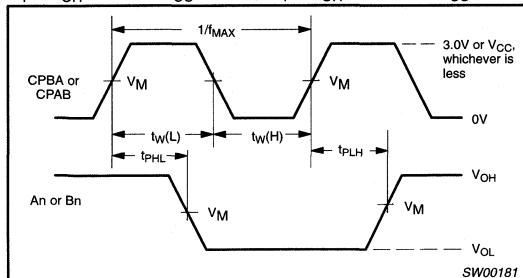 1/fMAX
3.0V or VCC,
whichever is
less
CPBA or
CPAB
VM
VM
0V
tW(L)
tW(H)
tPHL
tPLH
An or Bn
VOH
VM
VM
VOL
SW00181